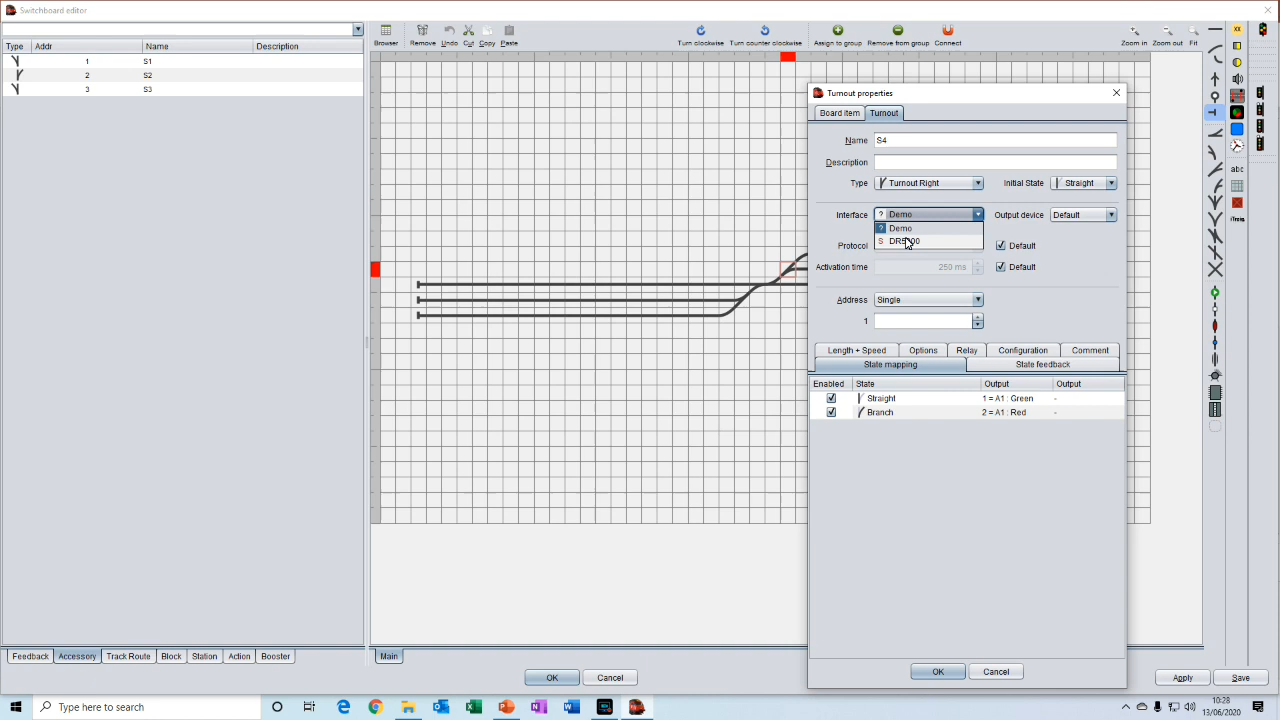 Switchboard editor
Type Addr Name Description
1 S1
2 S2
3 S3
Browser Remove Undo Cut Copy Paste Turn clockwise Turn counter clockwise Assign to group Remove from group Connect Zoom in Zoom out Fit
Turnout properties
Board item Turnout
Name S4
Description
Type Turnout Right Initial State Straight
Interface ? Demo Output device Default
? Demo
Protocol Default
Activation time 250 ms Default
Address Single
1
Length + Speed Options Relay Configuration Comment
State mapping State feedback
Enabled State Output Output
Straight 1 = A1 : Green -
Branch 2 = A1 : Red -
OK Cancel
abc
Feedback Accessory Track Route Block Station Action Booster
Main
OK Cancel
Apply Save
Type here to search
10:28
13/06/2020